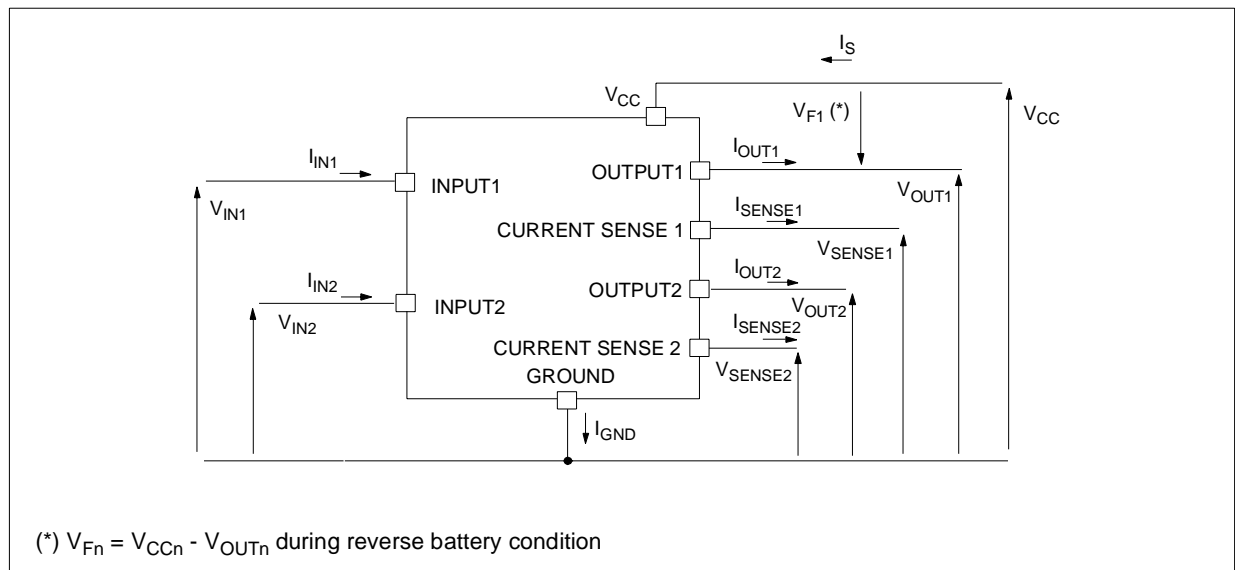 I_S
V_CC
V_F1 (*)
V_CC
I_IN1
I_OUT1
INPUT1
OUTPUT1
V_IN1
V_OUT1
I_SENSE1
CURRENT SENSE 1
V_SENSE1
I_IN2
I_OUT2
INPUT2
OUTPUT2
V_IN2
V_OUT2
I_SENSE2
CURRENT SENSE 2
V_SENSE2
GROUND
I_GND
(*) V_Fn = V_CCn - V_OUTn during reverse battery condition